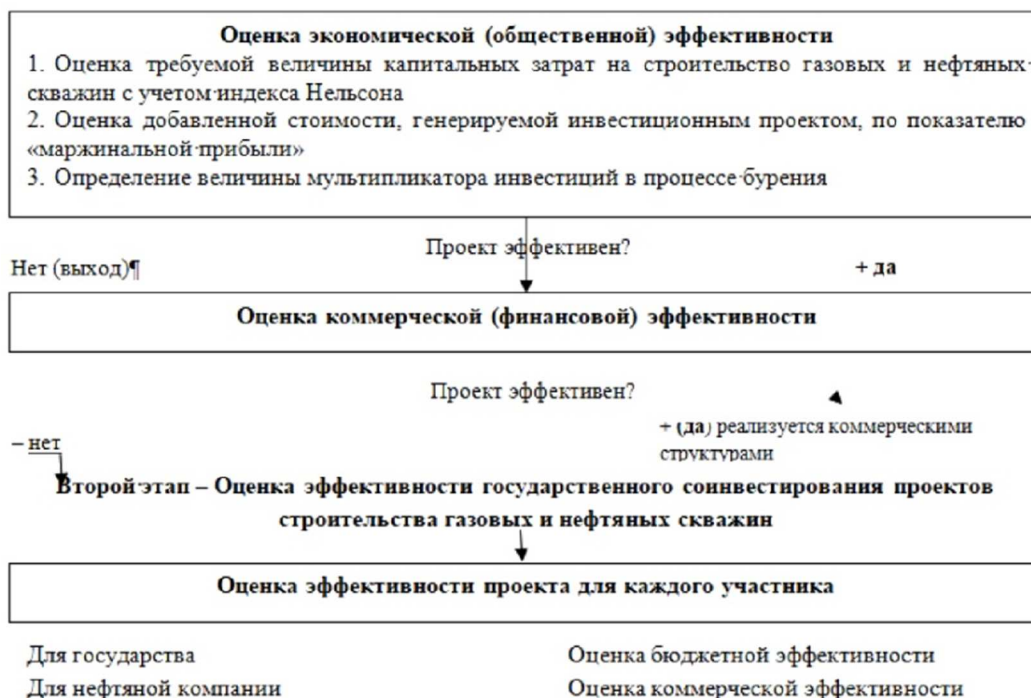 Оценка экономической (общественной) эффективности
1. Оценка требуемой величины капитальных затрат на строительство газовых и нефтяных
скважин с учетом индекса Нельсона
2. Оценка добавленной стоимости, генерируемой инвестиционным проектом, по показателю
«маржинальной прибыли»
3. Определение величины мультипликатора инвестиций в процессе бурения
Проект эффективен?
Нет (выход)¶
+ да
Оценка коммерческой (финансовой) эффективности
Проект эффективен?
+ (да) реализуется коммерческими
структурами
– нет
Второй этап – Оценка эффективности государственного соинвестирования проектов
строительства газовых и нефтяных скважин
Оценка эффективности проекта для каждого участника
Для государства
Оценка бюджетной эффективности
Для нефтяной компании
Оценка коммерческой эффективности